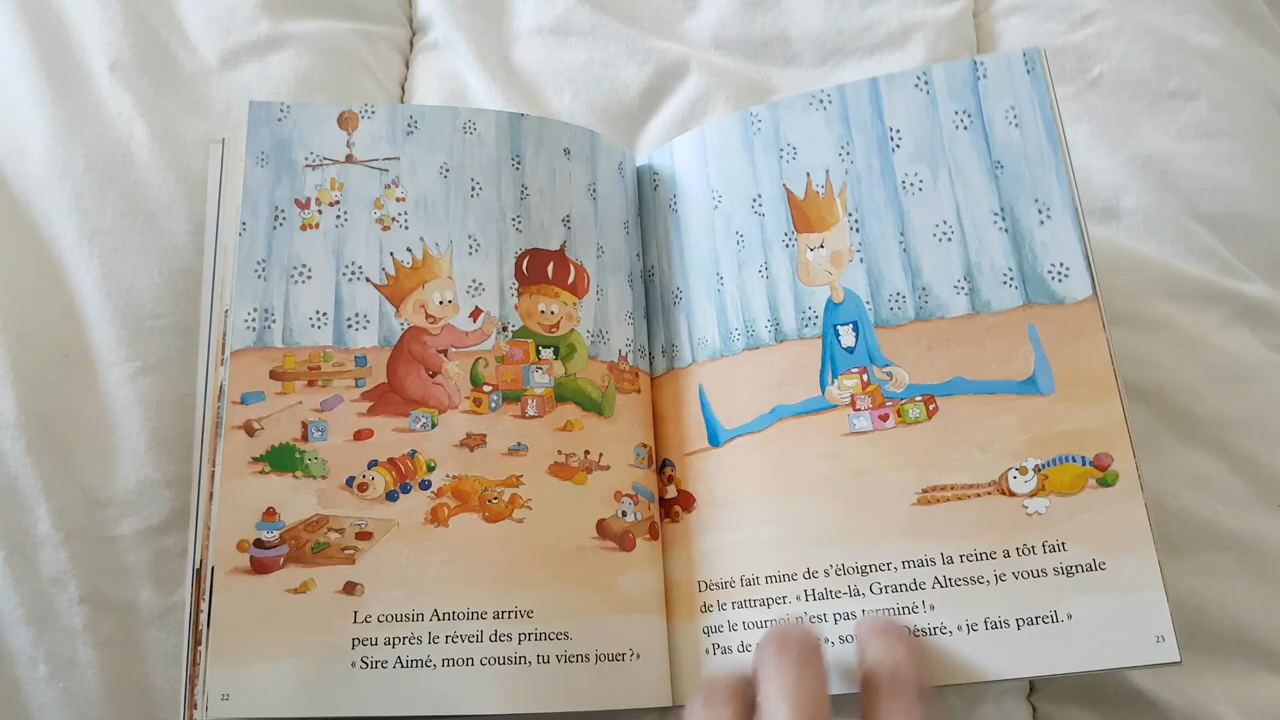 Le cousin Antoine arrive
peu après le réveil des princes.
« Sire Aimé, mon cousin, tu viens jouer ? »
22
Désiré fait mine de s'éloigner, mais la reine a tôt fait
de le rattraper. « Halte-là, Grande Altesse, je vous signale
que le tournoi n'est pas terminé ! »
« Pas de », Désiré, « je fais pareil. »
23